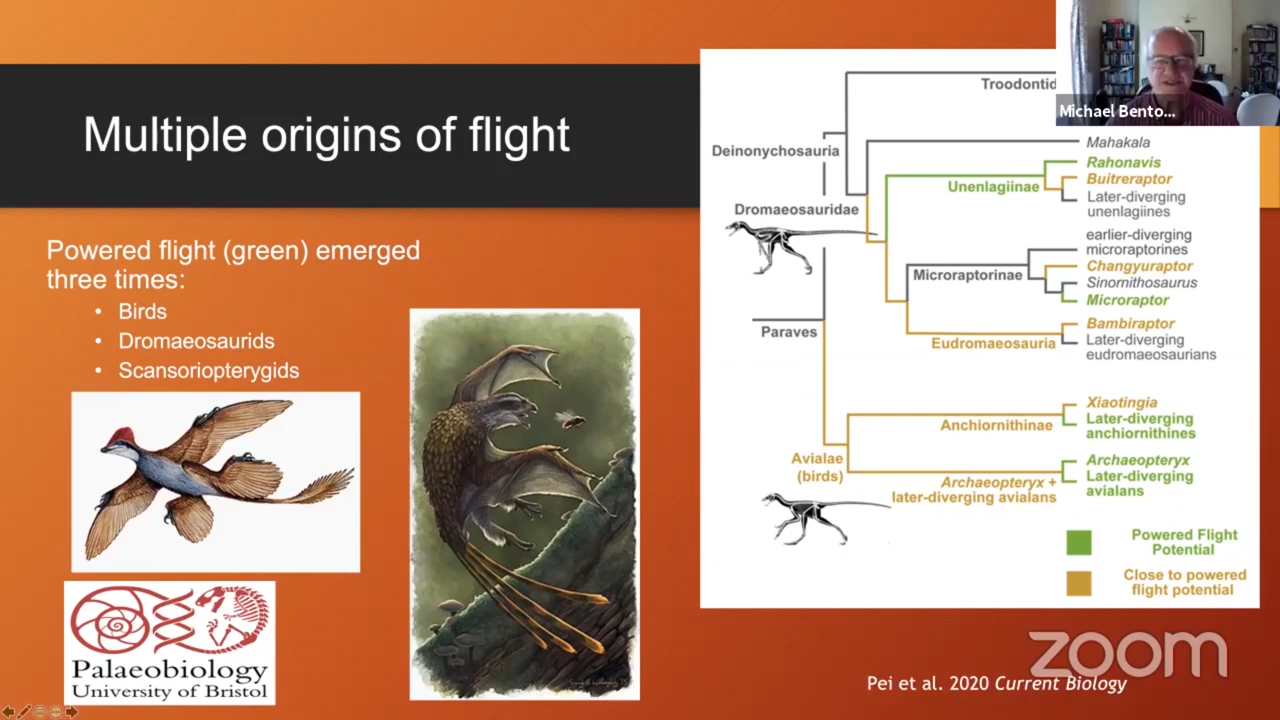 Multiple origins of flight
Powered flight (green) emerged
three times:
• Birds
• Dromaeosaurids
• Scansoriopterygids
Palaeobiology
University of Bristol
Troodontid
Michael Bento...
Mahakala
Deinonychosauria
Rahonavis
Buitreraptor
Unenlagiinae
Later-diverging
unenlagiines
Dromaeosauridae
earlier-diverging
microraptorines
Changyuraptor
Microraptorinae
Sinornithosaurus
Microraptor
Bambiraptor
Paraves
Eudromaeosauria
Later-diverging
eudromaeosaurians
Xiaotingia
Anchiornithinae
Later-diverging
anchiornithines
Avialae
(birds)
Archaeopteryx
Later-diverging
avialans
Archaeopteryx +
later-diverging avialans
Powered Flight
Potential
Close to powered
flight potential
zoom
Pei et al. 2020 Current Biology